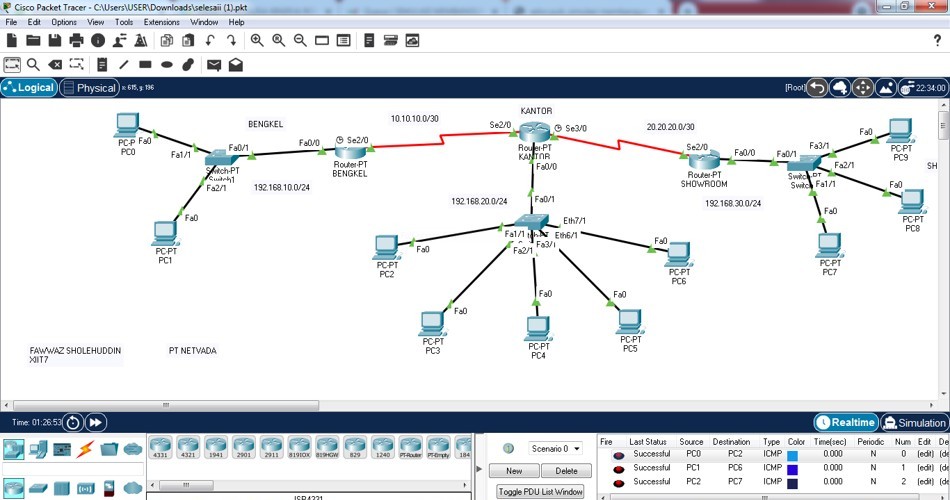 Cisco Packet Tracer - C:\Users\USER\Downloads\selesaii (1).pkt
File Edit Options View Tools Extensions Window Help
Logical Physical x: 615, y: 196 [Root] 22:34:00
KANTOR
BENGKEL
10.10.10.0/30
20.20.20.0/30
Se2/0 Se3/0
PC-P
PC0
Fa0
Fa1/1 Fa0/1
Fa0/0 Se2/0
Router-PT
BENGKEL
Router-PT
KANTOR
Fa0/0
Se2/0 Fa0/0
Router-PT
SHOWROOM
Fa0/1 Fa3/1
Fa0
PC-PT
PC9
SH
Switch-PT
Switch1
Fa2/1
192.168.10.0/24
192.168.20.0/24
192.168.30.0/24
Switch-PT
Switch
Fa2/1
Fa1/1
Fa0
PC-PT
PC8
Fa0
PC-PT
PC1
Fa0/1
Fa1/1
Fa2/1
Fa3/1
Eth7/1
Eth6/1
Fa0
PC-PT
PC2
Fa0
PC-PT
PC6
Fa0
PC-PT
PC7
Fa0
PC-PT
PC3
Fa0
PC-PT
PC4
Fa0
PC-PT
PC5
FAWWAZ SHOLEHUDDIN
XIIT7
PT NETVADA
Time: 01:26:53 Realtime Simulation
4331 4321 1941 2901 2911 819IOX 819HGW 829 1240 PT-Router PT-Empty 184
ISR4331
Scenario 0
New Delete
Toggle PDU List Window
Fire Last Status Source Destination Type Color Time(sec) Periodic Num Edit De
Successful PC0 PC2 ICMP 0.000 N 0 (edit) (de
Successful PC1 PC6 ICMP 0.000 N 1 (edit) (de
Successful PC2 PC7 ICMP 0.000 N 2 (edit) (de